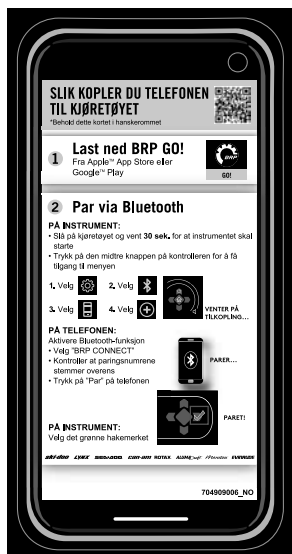 SLIK KOPLER DU TELEFONEN
TIL KJØRETØYET
*Behold dette kortet i hanskerommet
1 Last ned BRP GO!
Fra Apple™ App Store eller
Google™ Play
BRP
GO!
2 Par via Bluetooth
PÅ INSTRUMENT:
• Slå på kjøretøyet og vent 30 sek. for at instrumentet skal
starte
• Trykk på den midtre knappen på kontrolleren for å få
tilgang til menyen
1. Velg 2. Velg
3. Velg 4. Velg
VENTER PÅ
TILKOPLING...
PÅ TELEFONEN:
Aktivere Bluetooth-funksjon
• Velg "BRP CONNECT"
• Kontroller at paringsnumrene
stemmer overens
• Trykk på "Par" på telefonen
PARER...
PARET!
PÅ INSTRUMENT:
Velg det grønne hakemerket
ski-doo LYNX sea-doo can-am ROTAX ALUMACRAFT Manitou EVINRUDE
704909006_NO